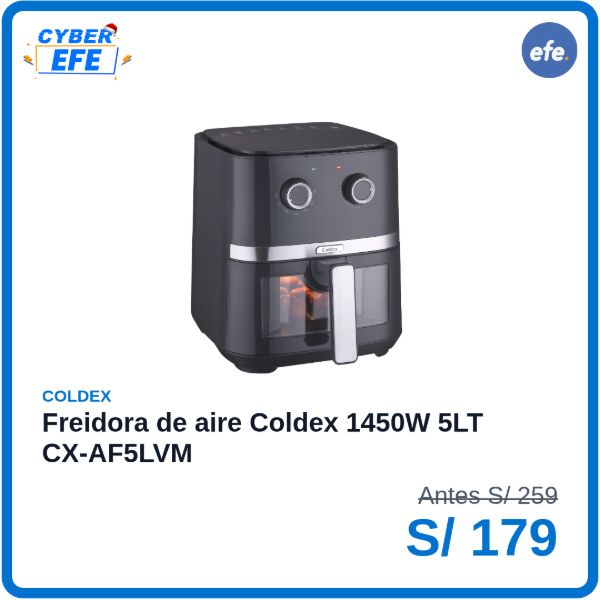 CYBER
EFE
efe.
Coldex
COLDEX
Freidora de aire Coldex 1450W 5LT
CX-AF5LVM
Antes S/ 259
S/ 179